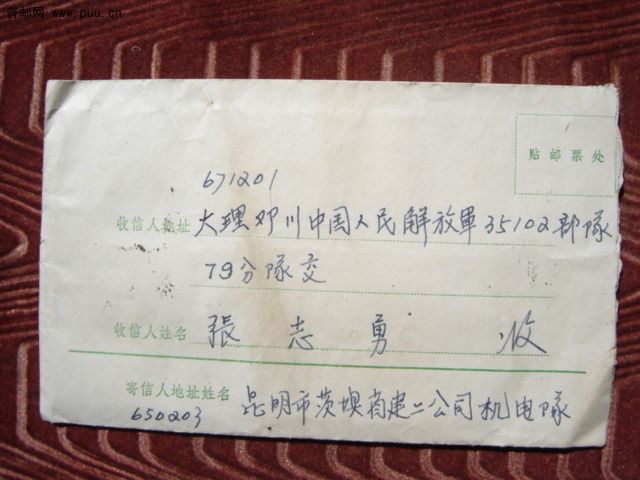 普邮网 www.puu.cn
贴邮票处
671201
收信人地址 大理邓川中国人民解放軍35102部隊
79分隊交
收信人姓名 張志勇 收
寄信人地址姓名 昆明市茨坝省建二公司机电隊
650203